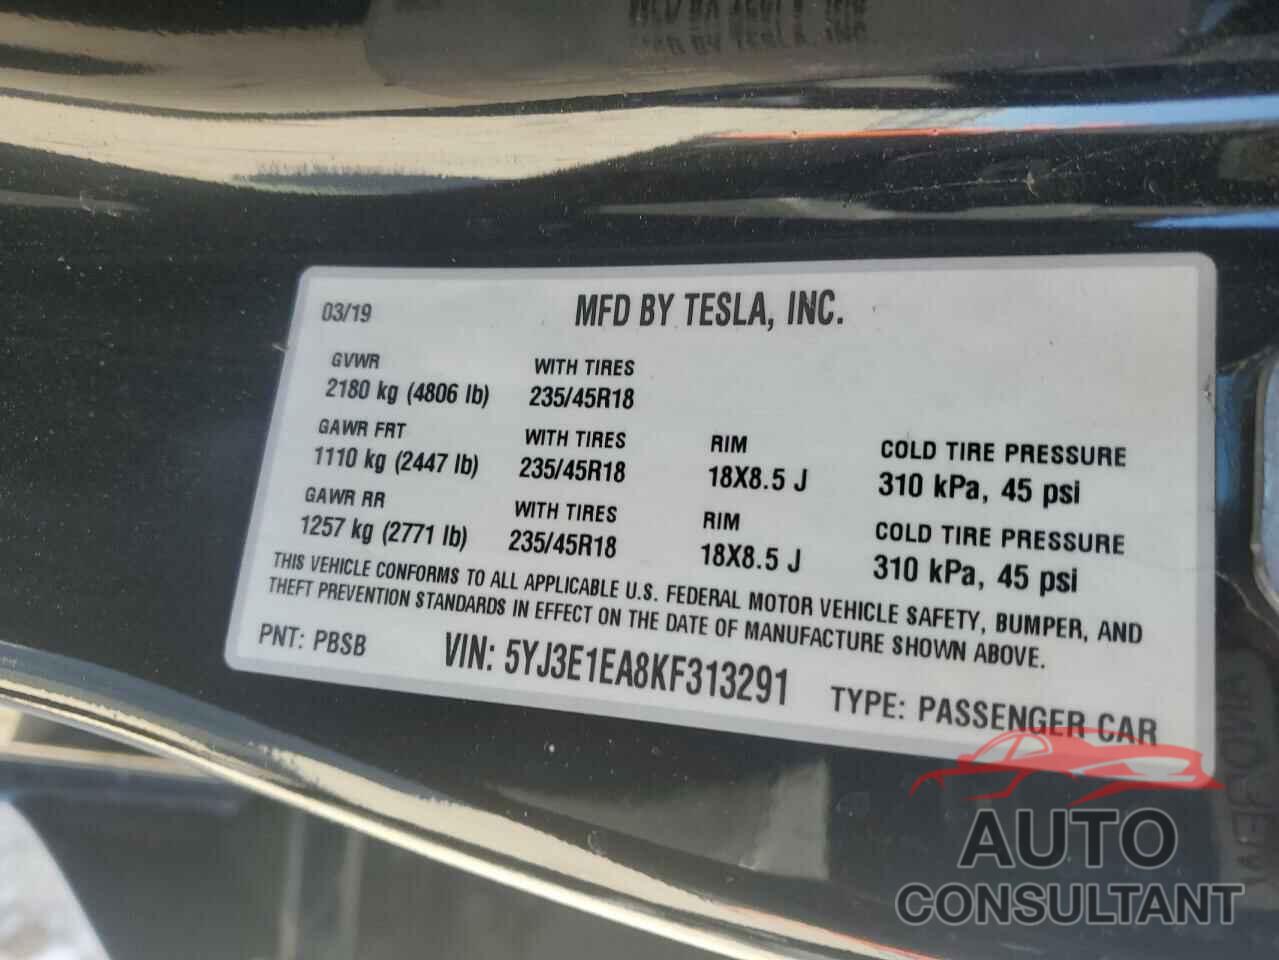 MFD BY TESLA, INC.
03/19
GVWR WITH TIRES
2180 kg (4806 lb) 235/45R18
GAWR FRT WITH TIRES RIM COLD TIRE PRESSURE
1110 kg (2447 lb) 235/45R18 18X8.5 J 310 kPa, 45 psi
GAWR RR WITH TIRES RIM COLD TIRE PRESSURE
1257 kg (2771 lb) 235/45R18 18X8.5 J 310 kPa, 45 psi
THIS VEHICLE CONFORMS TO ALL APPLICABLE U.S. FEDERAL MOTOR VEHICLE SAFETY, BUMPER, AND
THEFT PREVENTION STANDARDS IN EFFECT ON THE DATE OF MANUFACTURE SHOWN ABOVE.
PNT: PBSB VIN: 5YJ3E1EA8KF313291 TYPE: PASSENGER CAR
AUTO
CONSULTANT